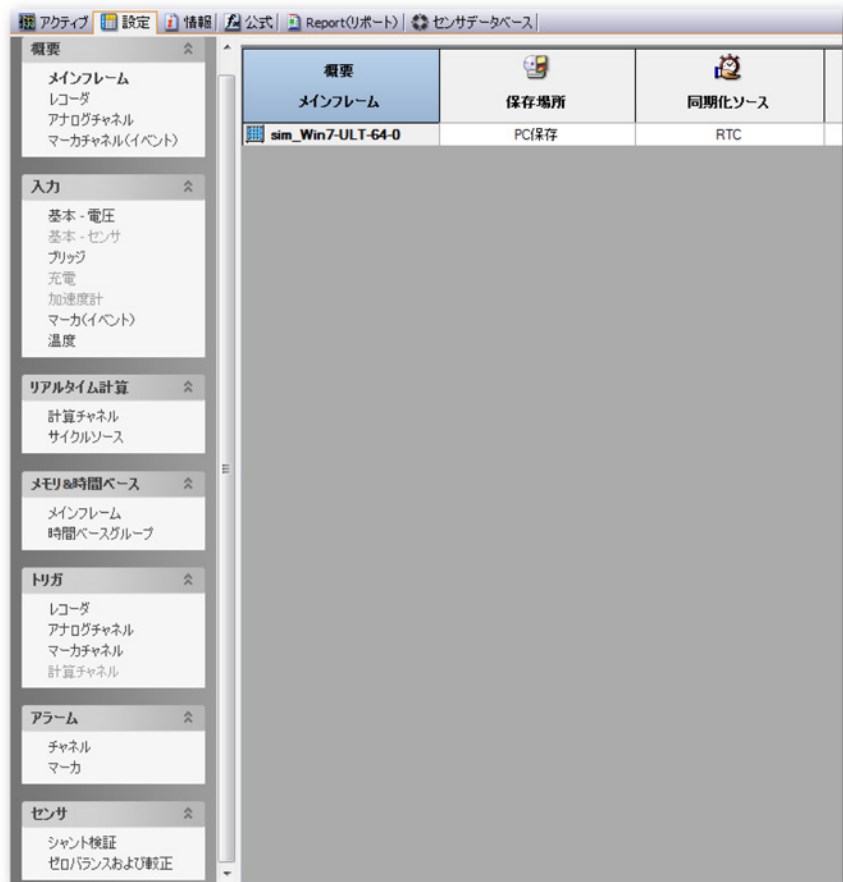 アクティブ 設定 情報 公式 Report(リポート) センサデータベース
概要
メインフレーム
レコーダ
アナログチャネル
マーカチャネル(イベント)
入力
基本 - 電圧
基本 - センサ
ブリッジ
充電
加速度計
マーカ(イベント)
温度
リアルタイム計算
計算チャネル
サイクルソース
メモリ&時間ベース
メインフレーム
時間ベースグループ
トリガ
レコーダ
アナログチャネル
マーカチャネル
計算チャネル
アラーム
チャネル
マーカ
センサ
シャント検証
ゼロバランスおよび較正
概要
メインフレーム 保存場所 同期化ソース
sim_Win7-ULT-64-0 PC保存 RTC